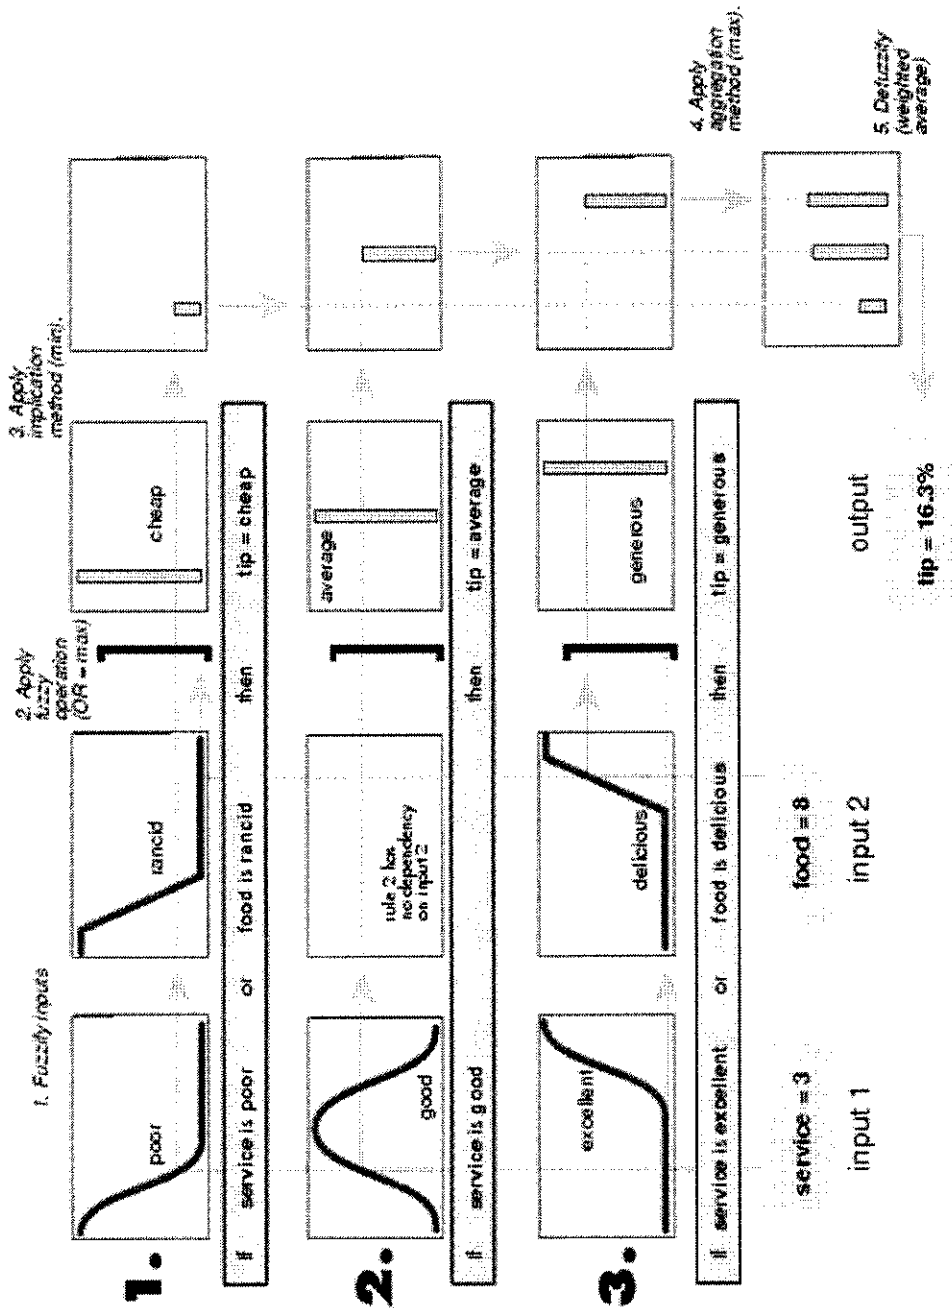 1. Fuzzify inputs
2. Apply
fuzzy
operation
(OR = max)
3. Apply
implication
method (min).
1.
poor
rancid
cheap
If service is poor or food is rancid then tip = cheap
2.
good
rule 2 has
no dependency
on input 2
average
If service is good then tip = average
3.
excellent
delicious
generous
If service is excellent or food is delicious then tip = generous
4. Apply
aggregation
method (max).
service = 3
food = 8
input 1
input 2
output
5. Defuzzify
(weighted
average)
tip = 16.3%